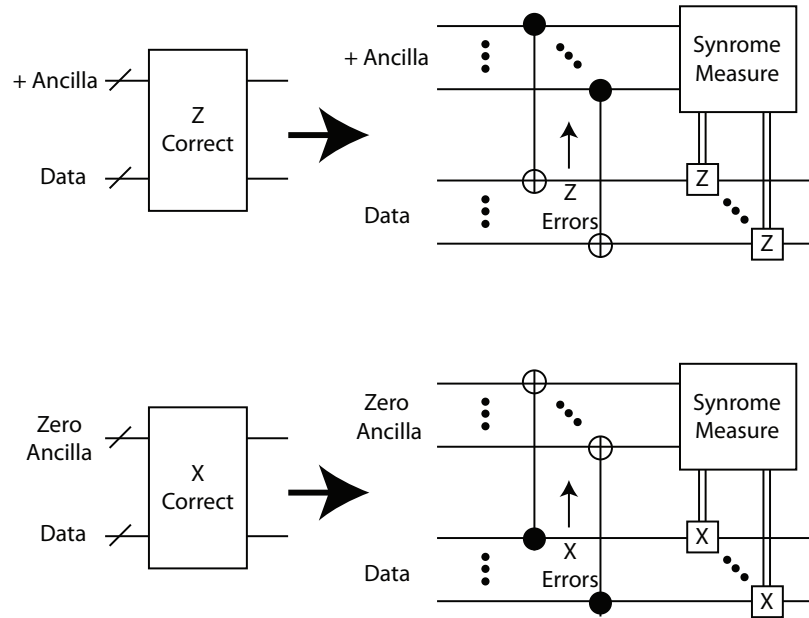 + Ancilla
Z
Correct
Data
+ Ancilla
Synrome
Measure
Z
Errors
Data
Z
Z
Zero
Ancilla
X
Correct
Data
Zero
Ancilla
Synrome
Measure
X
Errors
Data
X
X